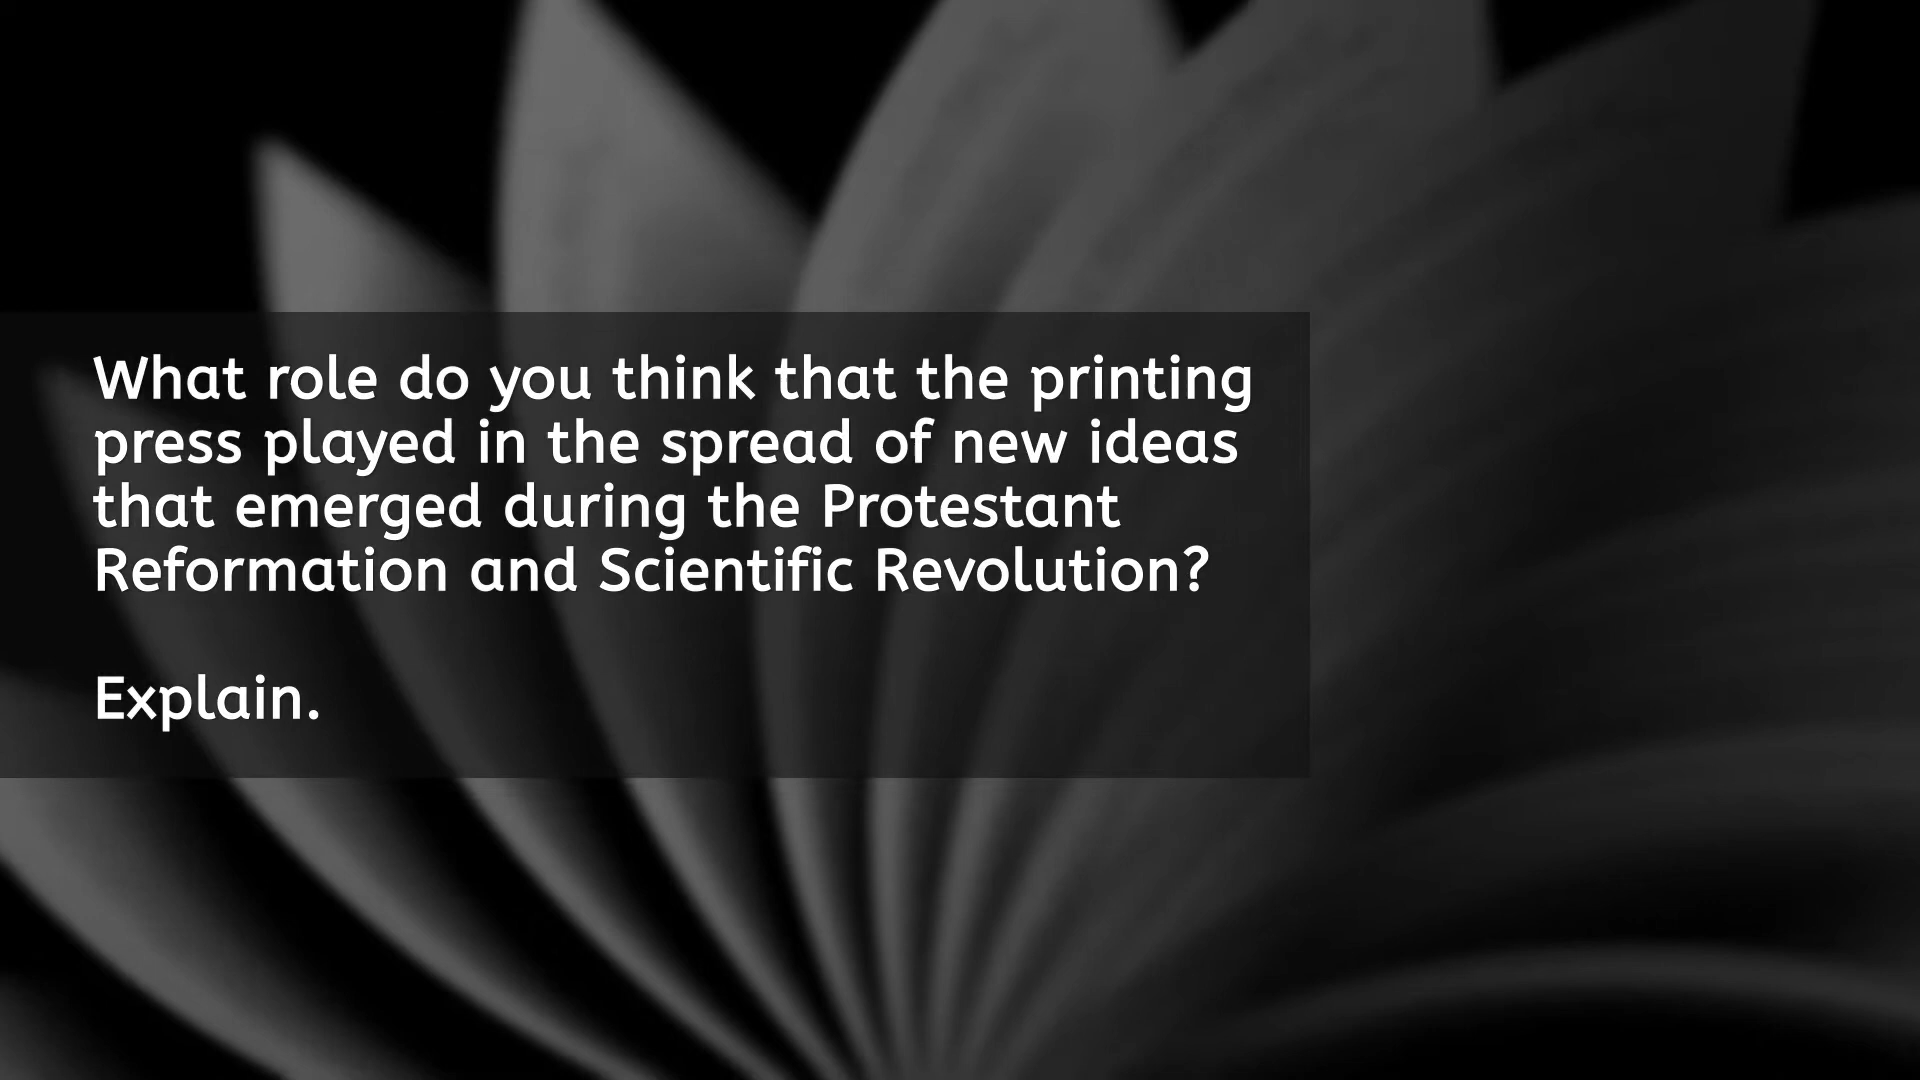 What role do you think that the printing
press played in the spread of new ideas
that emerged during the Protestant
Reformation and Scientific Revolution?
Explain.